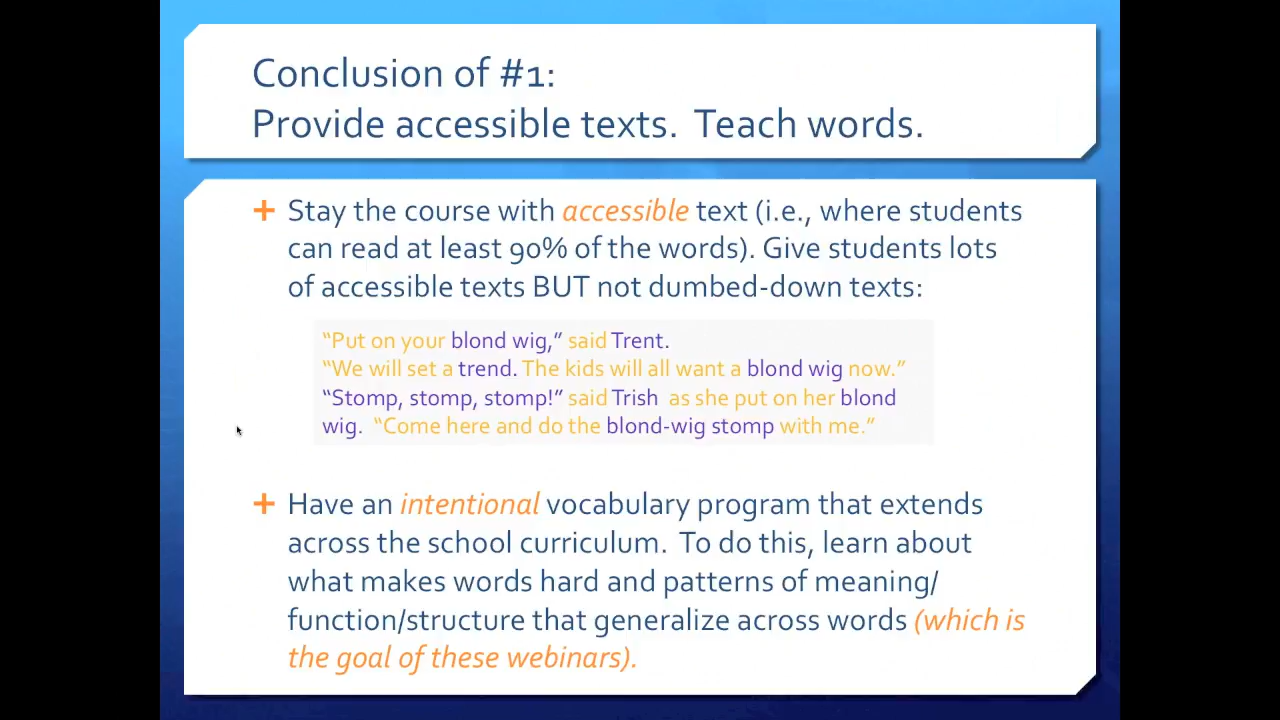 Conclusion of #1:
Provide accessible texts.  Teach words.
Stay the course with accessible text (i.e., where students
can read at least 90% of the words). Give students lots
of accessible texts BUT not dumbed-down texts:
“Put on your blond wig,” said Trent.
“We will set a trend. The kids will all want a blond wig now.”
“Stomp, stomp, stomp!” said Trish  as she put on her blond
wig.  “Come here and do the blond-wig stomp with me.”
Have an intentional vocabulary program that extends
across the school curriculum.  To do this, learn about
what makes words hard and patterns of meaning/
function/structure that generalize across words (which is
the goal of these webinars).